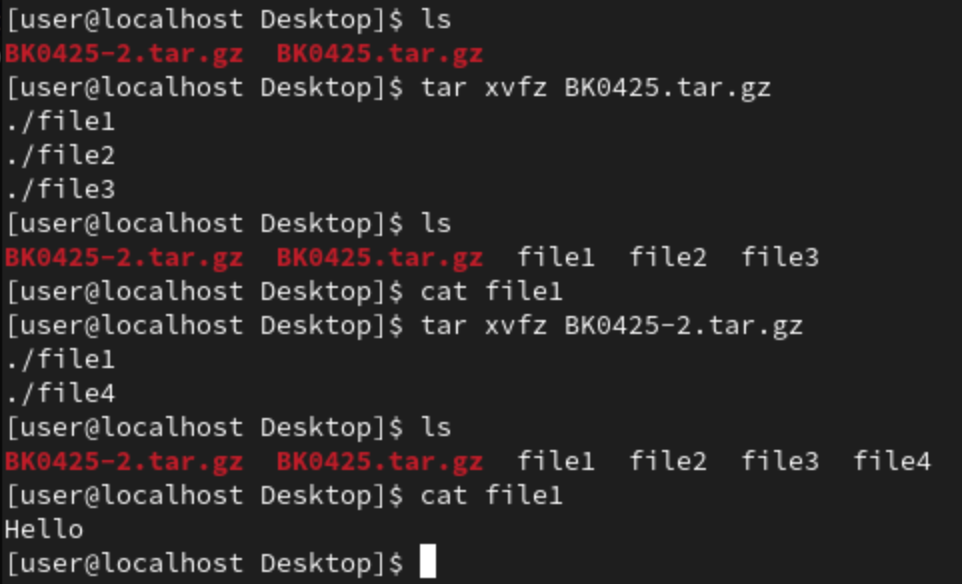 [user@localhost Desktop]$ ls
BK0425-2.tar.gz  BK0425.tar.gz
[user@localhost Desktop]$ tar xvfz BK0425.tar.gz
./file1
./file2
./file3
[user@localhost Desktop]$ ls
BK0425-2.tar.gz  BK0425.tar.gz  file1  file2  file3
[user@localhost Desktop]$ cat file1
[user@localhost Desktop]$ tar xvfz BK0425-2.tar.gz
./file1
./file4
[user@localhost Desktop]$ ls
BK0425-2.tar.gz  BK0425.tar.gz  file1  file2  file3  file4
[user@localhost Desktop]$ cat file1
Hello
[user@localhost Desktop]$